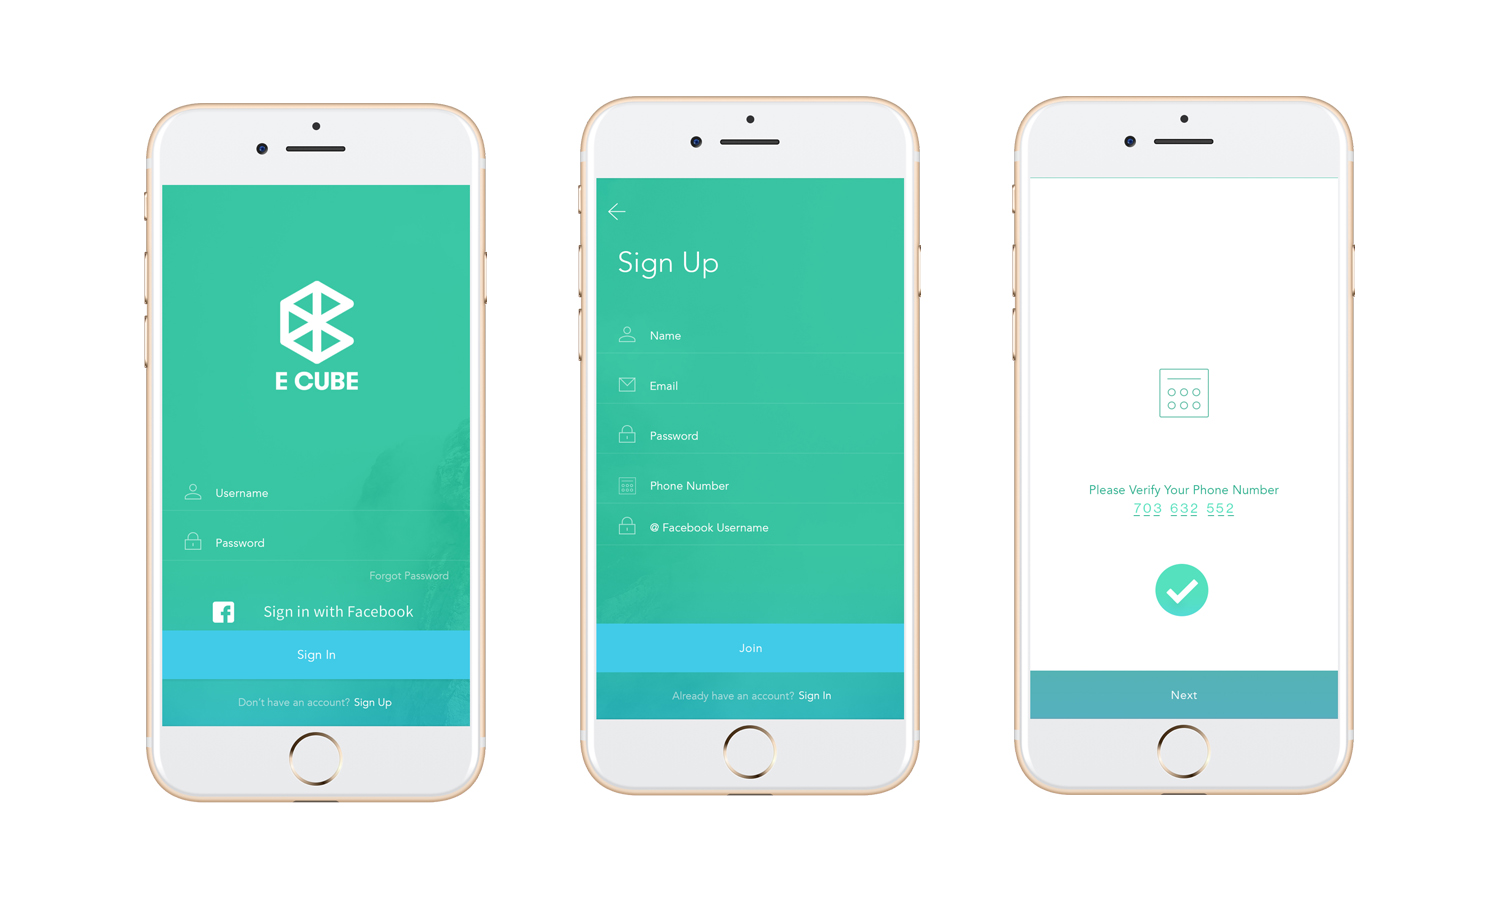 E CUBE
Username
Password
Forgot Password
Sign in with Facebook
Sign In
Don't have an account? Sign Up
Sign Up
Name
Email
Password
Phone Number
@ Facebook Username
Join
Already have an account? Sign In
Please Verify Your Phone Number
703 632 552
Next